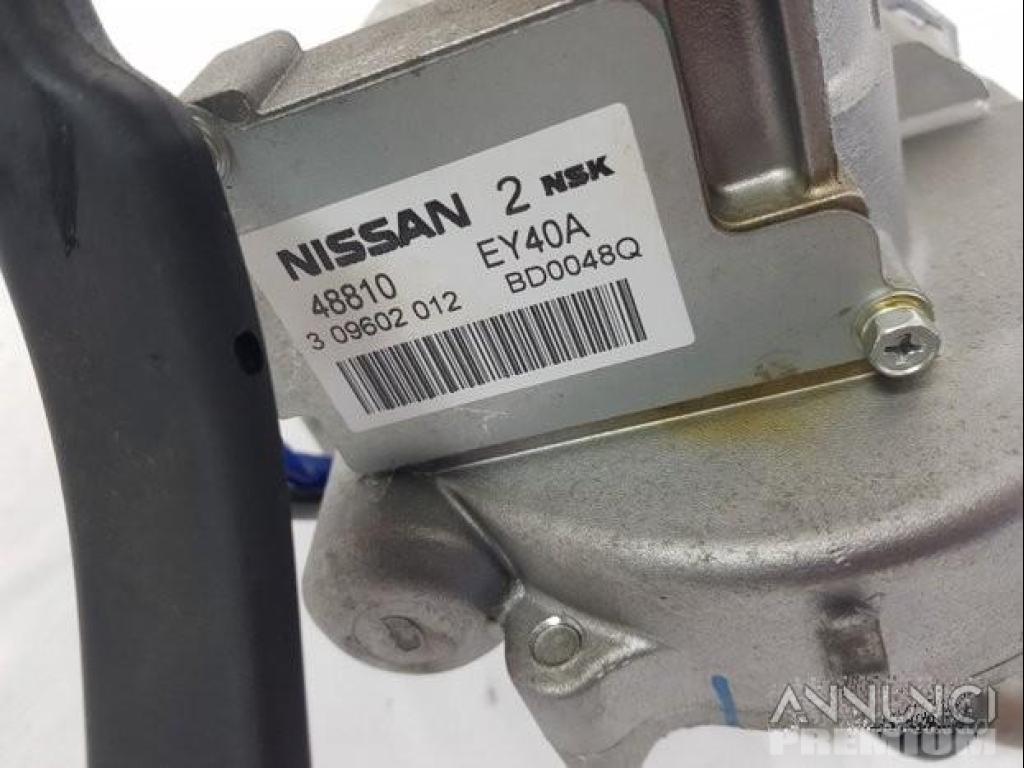 NISSAN 2 NSK
48810 EY40A
3 09602 012 BD0048Q
ANNUNCI
PREMIUM